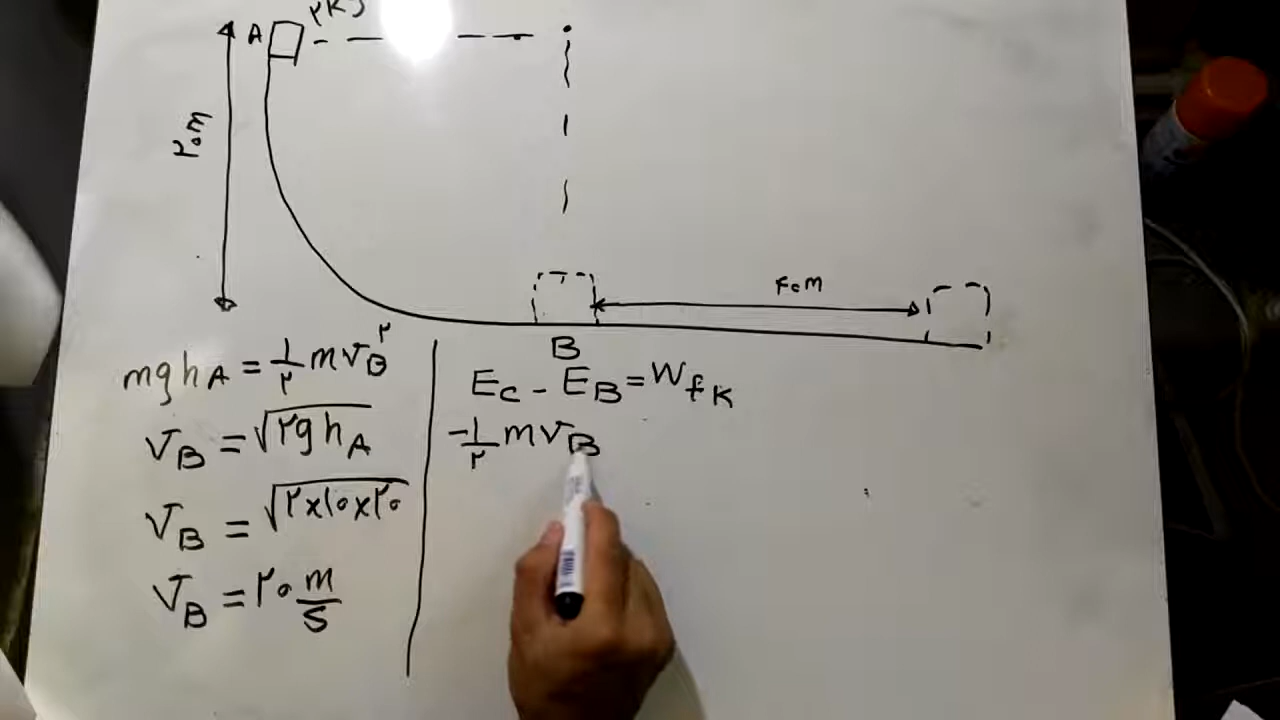 A ۲kg
۲۰m
۴۰m
B
mgh_A = ۱/۲ mV_B^۲
V_B = √۲gh_A
V_B = √۲×۱۰×۲۰
V_B = ۲۰ m/s
E_C - E_B = W_fK
-۱/۲ mV_B